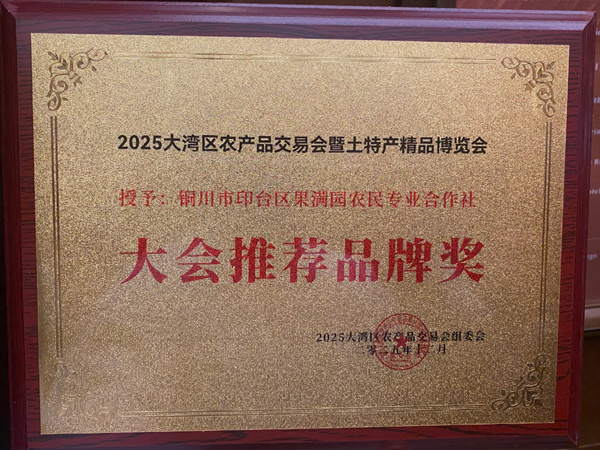 2025大湾区农产品交易会暨土特产精品博览会
授予：铜川市印台区果满园农民专业合作社
大会推荐品牌奖
2025大湾区农产品交易会组委会
二零二五年十二月